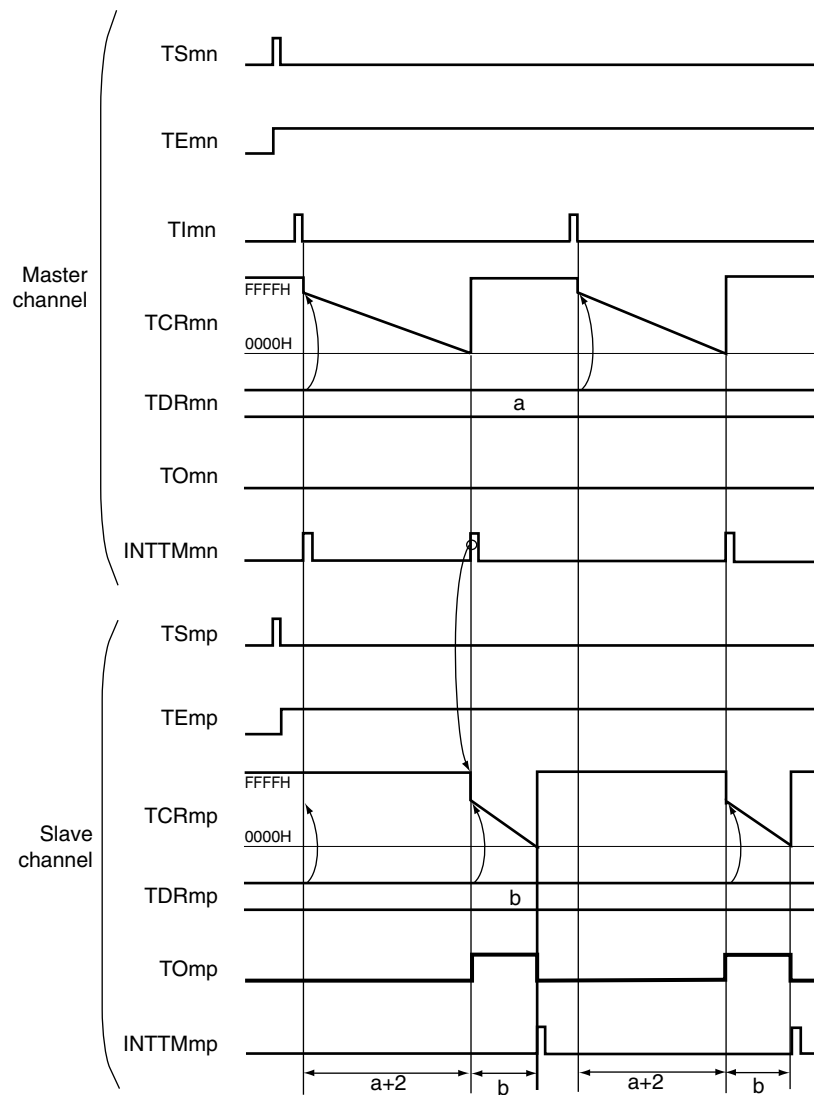 Master
channel
TSmn
TEmn
TImn
FFFFH
TCRmn
0000H
TDRmn
a
TOmn
INTTMmn
Slave
channel
TSmp
TEmp
FFFFH
TCRmp
0000H
TDRmp
b
TOmp
INTTMmp
a+2
b
a+2
b